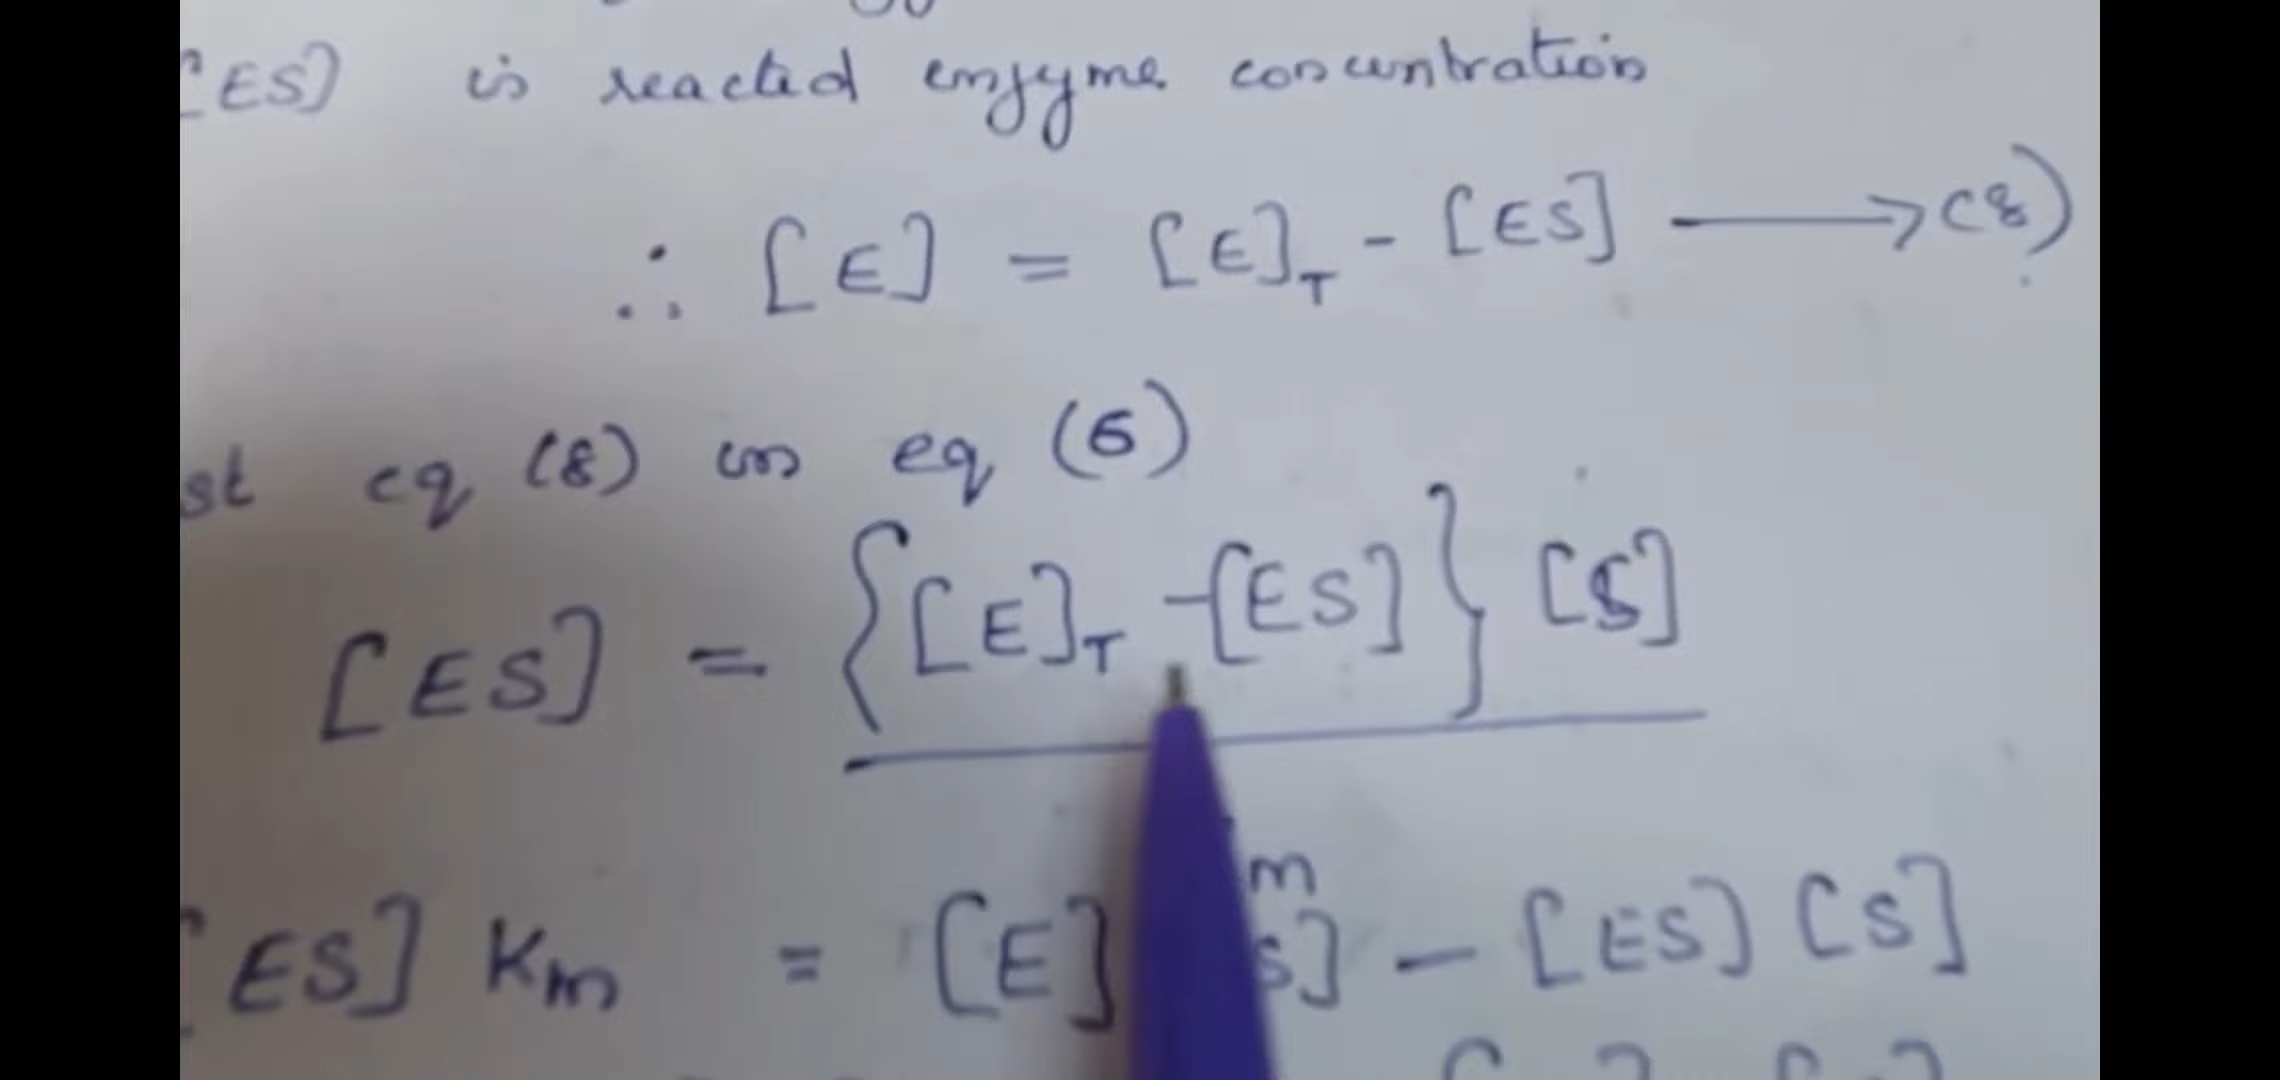 [ES] is reacted enzyme concentration
∴ [E] = [E]T - [ES] → (8)
st eq (8) in eq (6)
[ES] = {[E]T - [ES]} [S]
m
[ES] Km = [E] S] - [ES] [S]